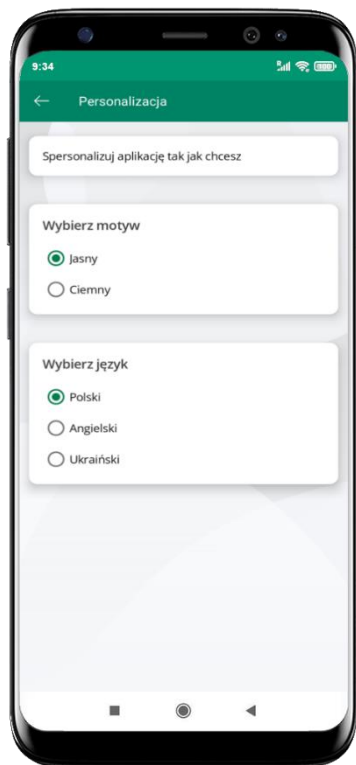 9:34
Personalizacja
Spersonalizuj aplikację tak jak chcesz
Wybierz motyw
Jasny
Ciemny
Wybierz język
Polski
Angielski
Ukraiński